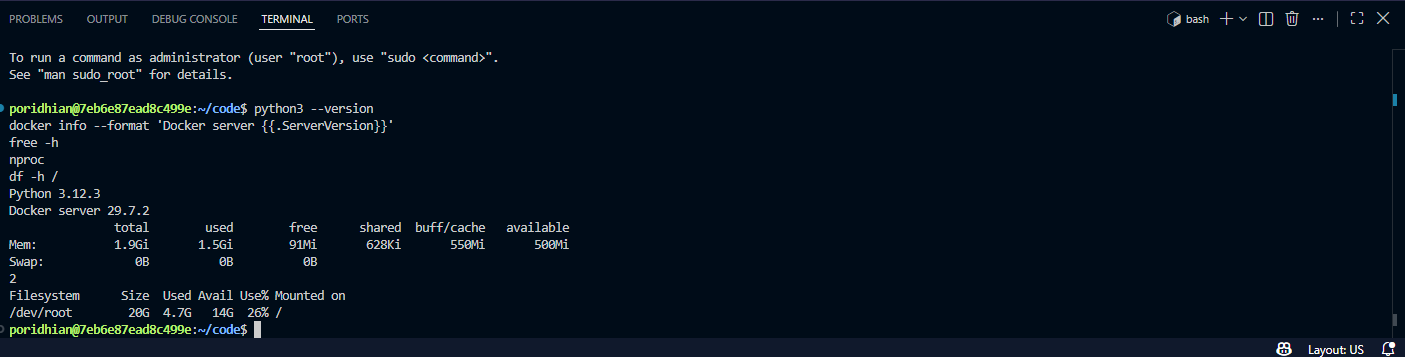 PROBLEMS OUTPUT DEBUG CONSOLE TERMINAL PORTS bash
To run a command as administrator (user "root"), use "sudo <command>".
See "man sudo_root" for details.
poridhian@7eb6e87ead8c499e:~/code$ python3 --version
docker info --format 'Docker server {{.ServerVersion}}'
free -h
nproc
df -h /
Python 3.12.3
Docker server 29.7.2
total used free shared buff/cache available
Mem: 1.9Gi 1.5Gi 91Mi 628Ki 550Mi 500Mi
Swap: 0B 0B 0B
2
Filesystem Size Used Avail Use% Mounted on
/dev/root 20G 4.7G 14G 26% /
poridhian@7eb6e87ead8c499e:~/code$
Layout: US